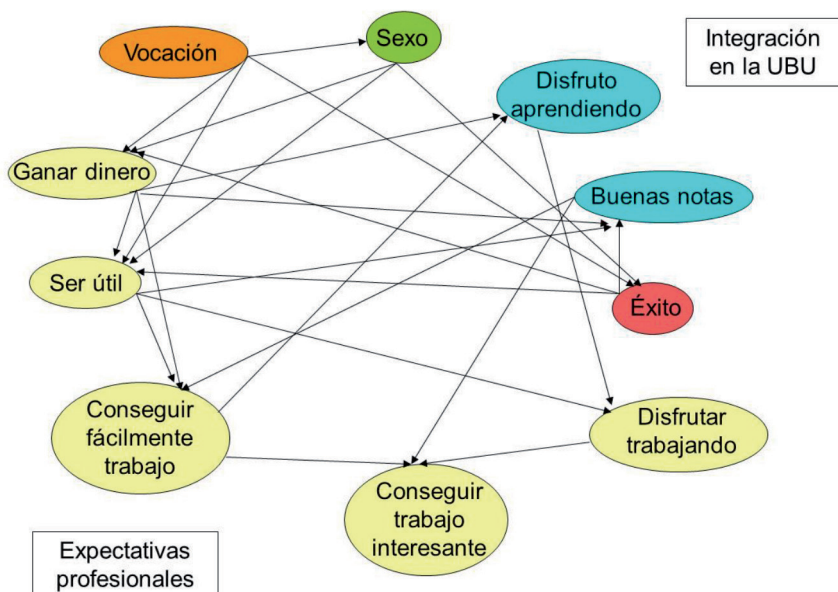 Vocación
Sexo
Integración
en la UBU
Disfruto
aprendiendo
Ganar dinero
Buenas notas
Ser útil
Éxito
Conseguir
fácilmente
trabajo
Disfrutar
trabajando
Conseguir
trabajo
interesante
Expectativas
profesionales